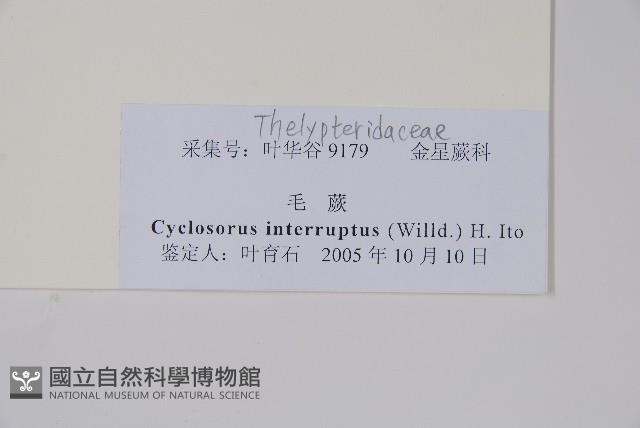 Thelypteridaceae
采集号：叶华谷 9179 金星蕨科
毛 蕨
Cyclosorus interruptus (Willd.) H. Ito
鉴定人：叶育石 2005 年 10 月 10 日
國立自然科學博物館
NATIONAL MUSEUM OF NATURAL SCIENCE